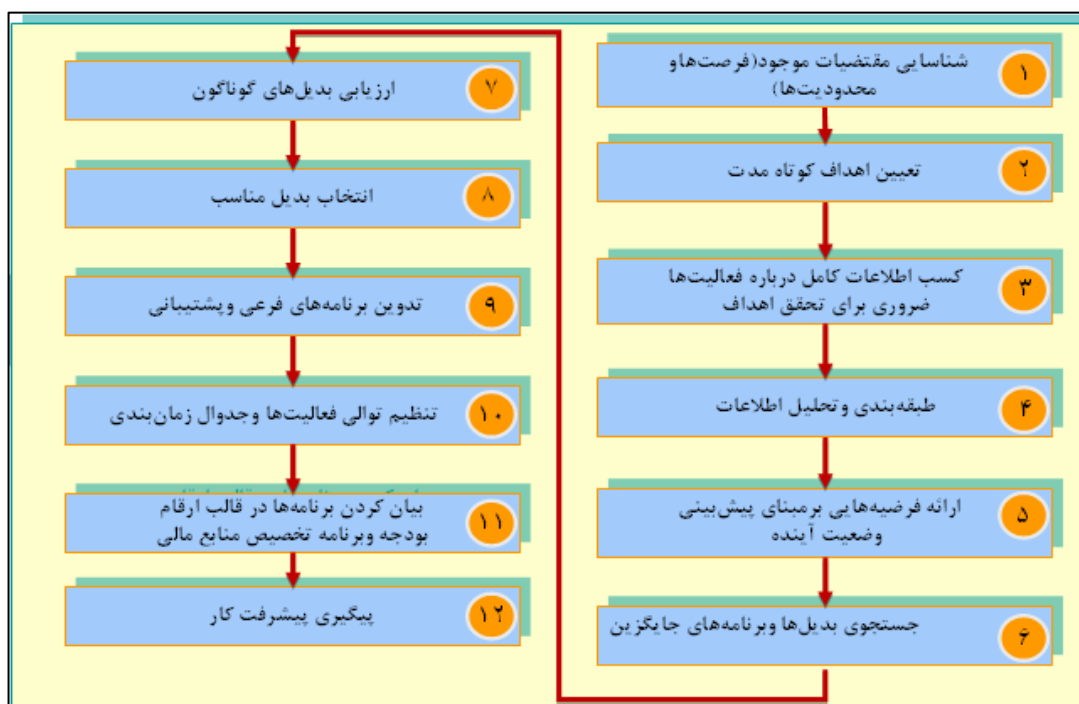 ۱
شناسایی مقتضیات موجود(فرصت‌هاو
محدودیت‌ها)
۲
تعیین اهداف کوتاه مدت
۳
کسب اطلاعات کامل درباره فعالیت‌ها
ضروری برای تحقق اهداف
۴
طبقه‌بندی وتحلیل اطلاعات
۵
ارائه فرضیه‌هایی برمبنای پیش‌بینی
وضعیت آینده
۶
جستجوی بدیل‌ها وبرنامه‌های جایگزین
۷
ارزیابی بدیل‌های گوناگون
۸
انتخاب بدیل مناسب
۹
تدوین برنامه‌های فرعی وپشتیبانی
۱۰
تنظیم توالی فعالیت‌ها وجدوال زمان‌بندی
۱۱
بیان کردن برنامه‌ها در قالب ارقام
بودجه وبرنامه تخصیص منابع مالی
۱۲
پیگیری پیشرفت کار